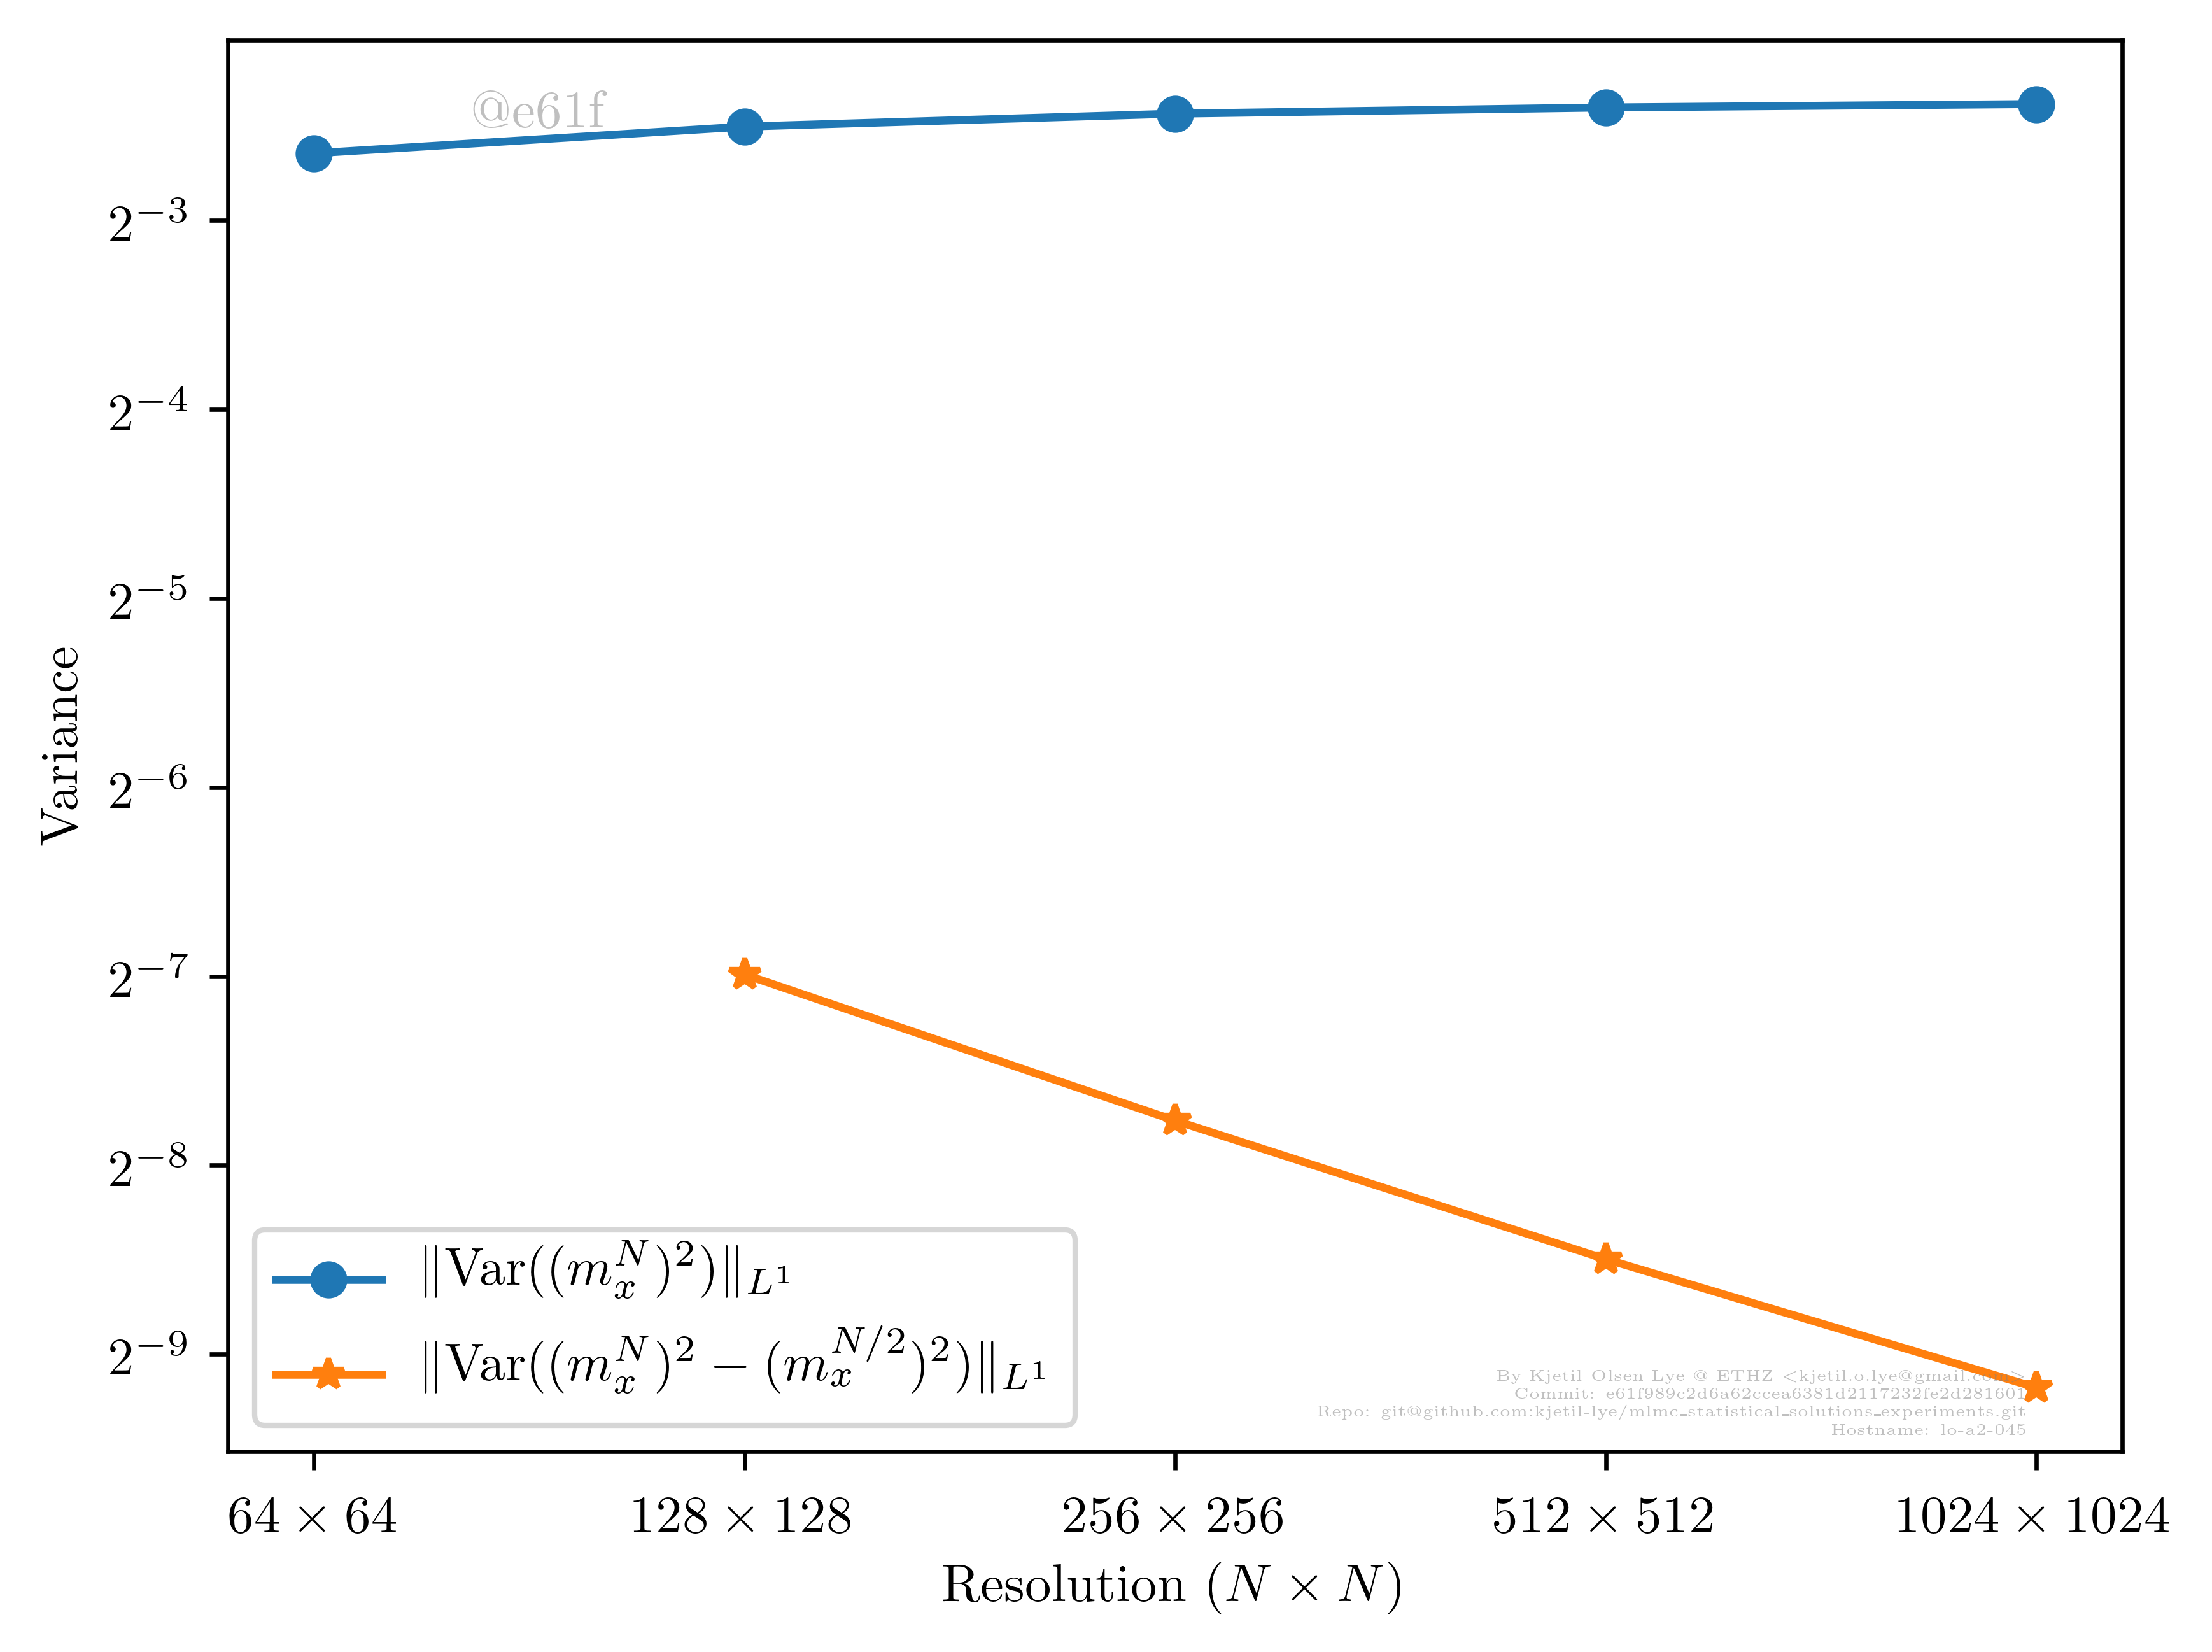 @e61f
2⁻³
2⁻⁴
2⁻⁵
2⁻⁶
2⁻⁷
2⁻⁸
2⁻⁹
Variance
‖Var((m_x^N)²)‖_{L¹}
‖Var((m_x^N)² − (m_x^{N/2})²)‖_{L¹}
By Kjetil Olsen Lye @ ETHZ <kjetil.o.lye@gmail.com>
Commit: e61f989c2d6a62ccea6381d2117232fe2d281601
Repo: git@github.com:kjetil-lye/mlmc_statistical_solutions_experiments.git
Hostname: lo-a2-045
64 × 64 128 × 128 256 × 256 512 × 512 1024 × 1024
Resolution (N × N)